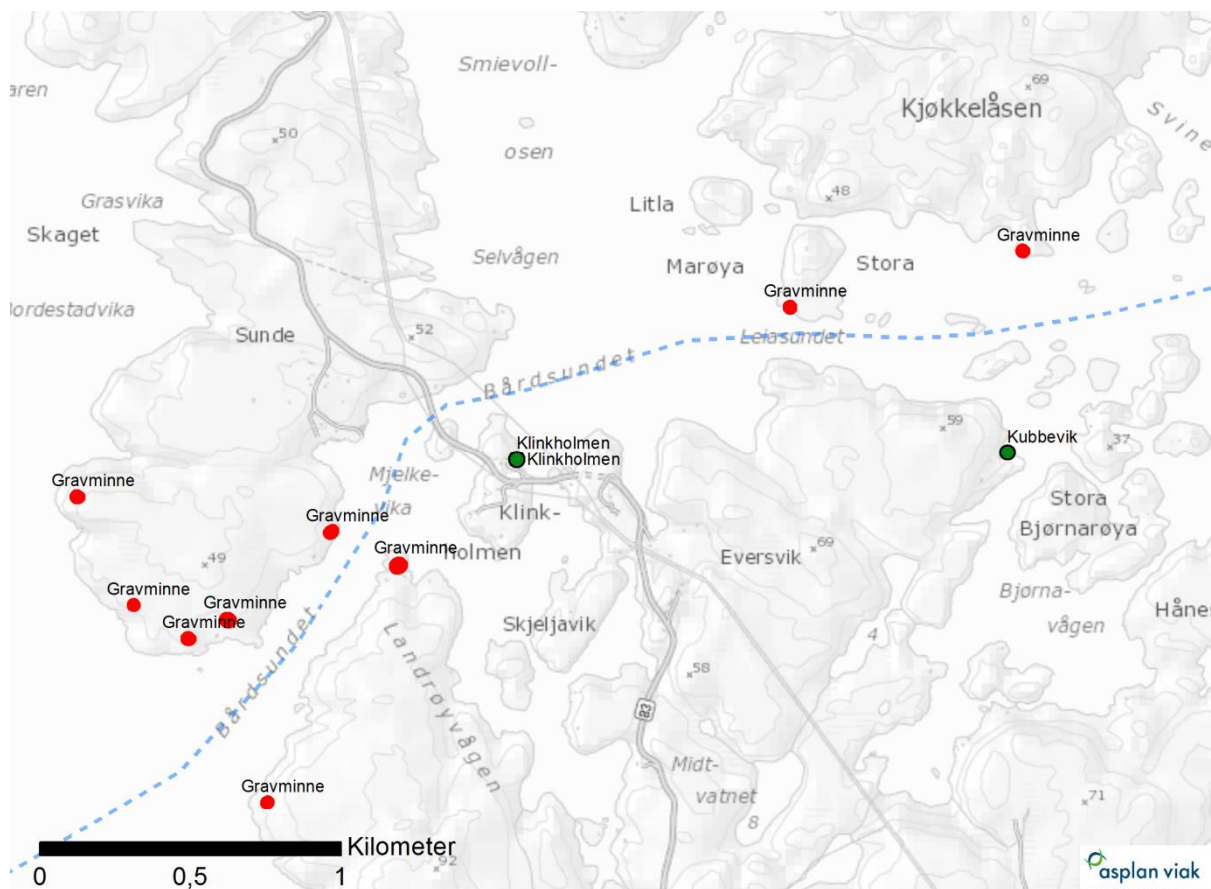 Smievoll-
69
aren
Kjøkkelåsen
Svine
50
osen
48
Grasvika
Litla
Skaget
Gravminne
Selvågen
Marøya
Stora
Gravminne
ordestadvika
Sunde
52
Leiasundet
Bårdsundet
59
Klinkholmen
Kubbevik
37
Klinkholmen
Gravminne
Mjelke-
vika
Stora
Bjørnarøya
Klink-
holmen
Gravminne
Gravminne
69
Eversvik
49
Gravminne
Gravminne
Gravminne
Bjørna-
vågen
Hånes
Skjeljavik
4
Bårdsundet
Landrøyvågen
58
83
Midt-
vatnet
8
Gravminne
71
Kilometer
0
0,5
1
92
asplan viak